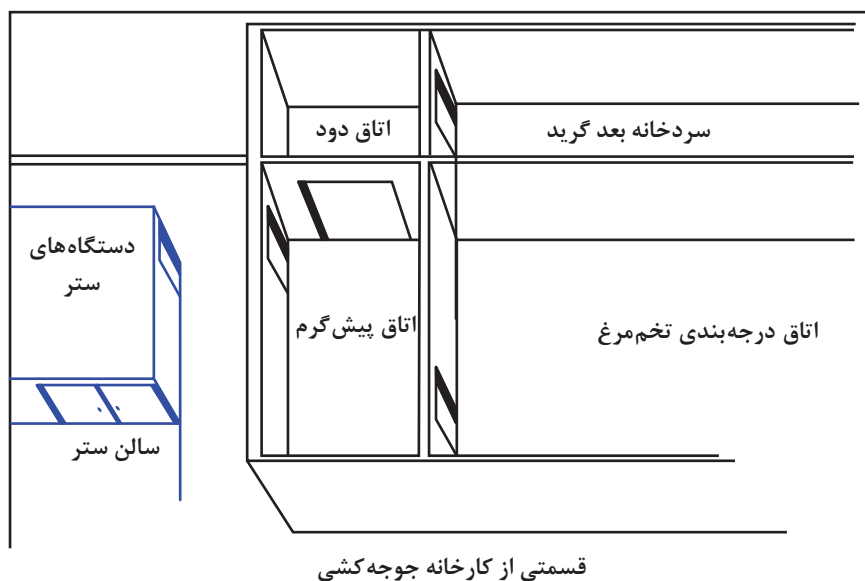 سردخانه بعد گرید
اتاق دود
دستگاه‌های
ستر
اتاق درجه‌بندی تخم‌مرغ
اتاق پیش‌گرم
سالن ستر
قسمتی از کارخانه جوجه‌کشی